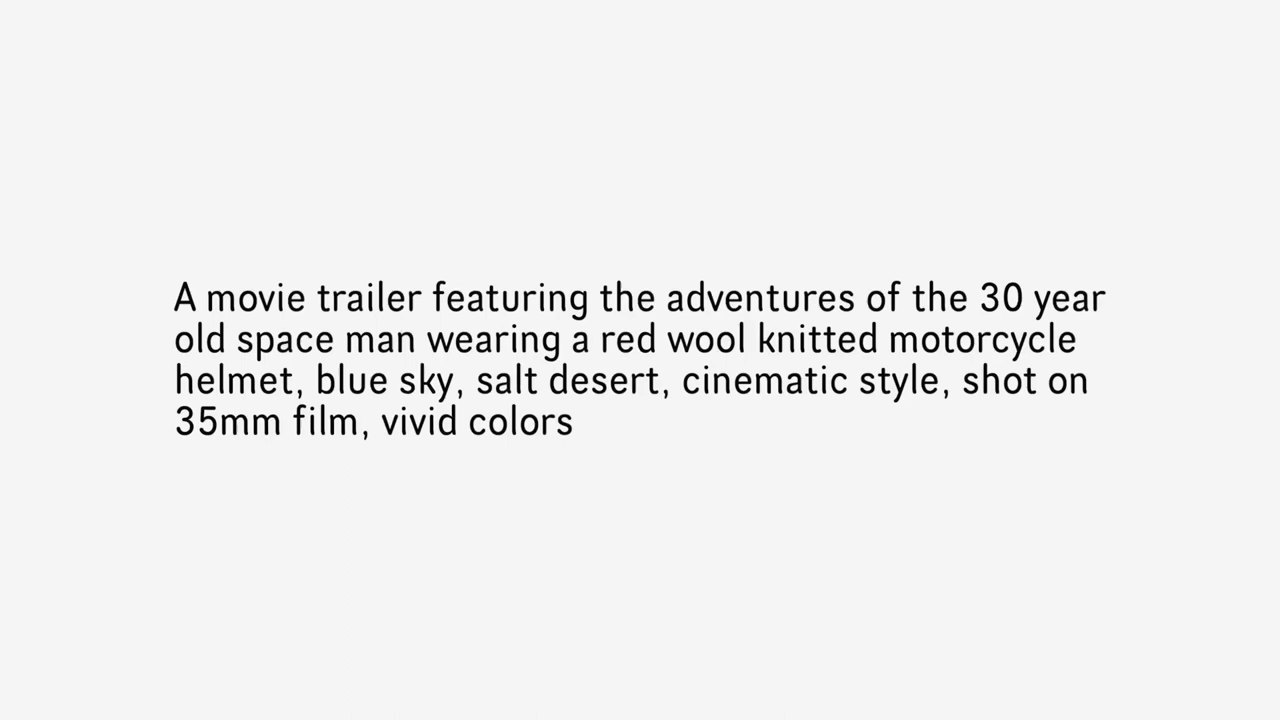 A movie trailer featuring the adventures of the 30 year
old space man wearing a red wool knitted motorcycle
helmet, blue sky, salt desert, cinematic style, shot on
35mm film, vivid colors